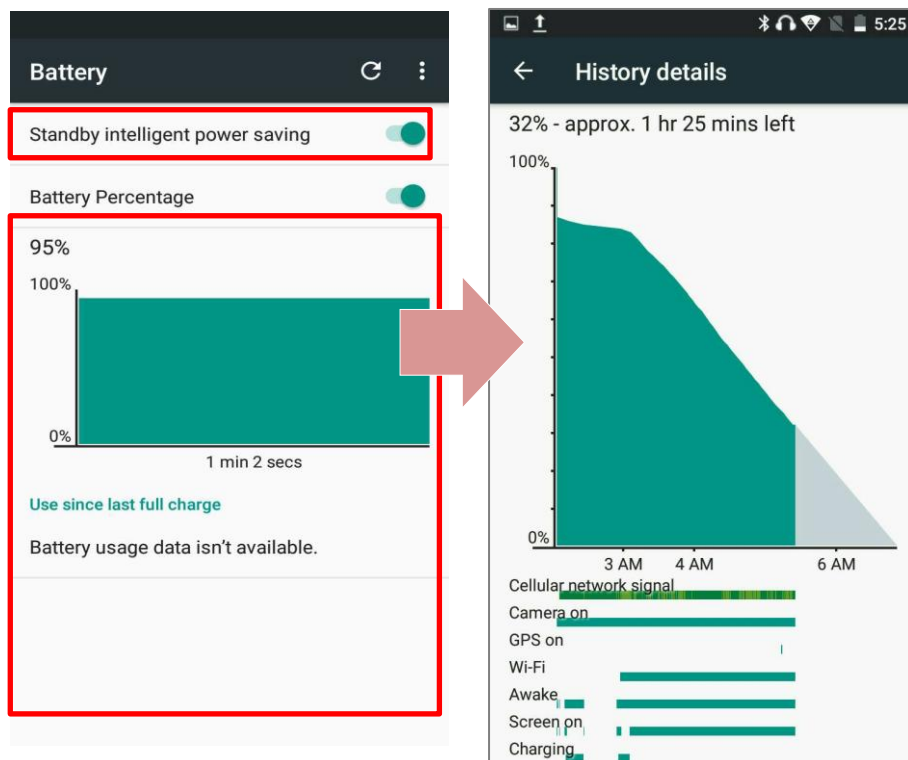 Battery
Standby intelligent power saving
Battery Percentage
95%
100%
0%
1 min 2 secs
Use since last full charge
Battery usage data isn’t available.
5:25
History details
32% - approx. 1 hr 25 mins left
100%
0%
3 AM 4 AM 6 AM
Cellular network signal
Camera on
GPS on
Wi-Fi
Awake
Screen on
Charging